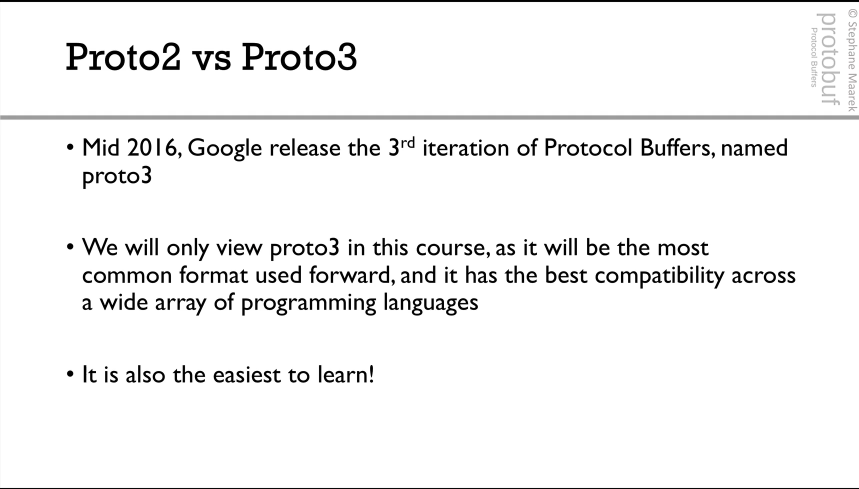 Proto2 vs Proto3
• Mid 2016, Google release the 3rd iteration of Protocol Buffers, named
proto3
• We will only view proto3 in this course, as it will be the most
common format used forward, and it has the best compatibility across
a wide array of programming languages
• It is also the easiest to learn!
© Stephane Maarek
protobuf
Protocol Buffers